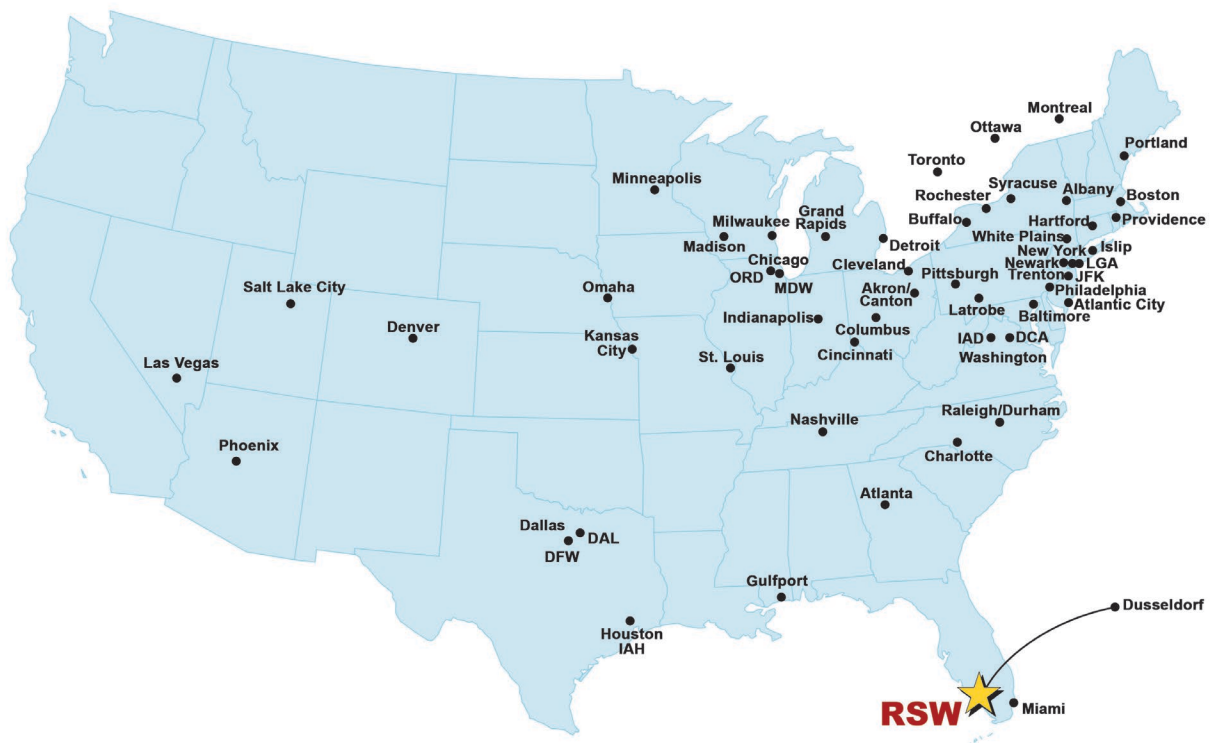 Montreal
Ottawa
Portland
Toronto
Minneapolis
Syracuse
Albany
Rochester
Boston
Grand
Rapids
Milwaukee
Buffalo
Hartford
Providence
White Plains
Madison
Detroit
Islip
New York
Chicago
Cleveland
Newark
LGA
ORD
MDW
Pittsburgh
Trenton
JFK
Salt Lake City
Omaha
Akron/
Canton
Philadelphia
Latrobe
Atlantic City
Baltimore
Denver
Indianapolis
Columbus
Kansas
City
IAD
DCA
Cincinnati
Washington
Las Vegas
St. Louis
Raleigh/Durham
Nashville
Phoenix
Charlotte
Atlanta
Dallas
DAL
DFW
Gulfport
Dusseldorf
Houston
IAH
RSW
Miami